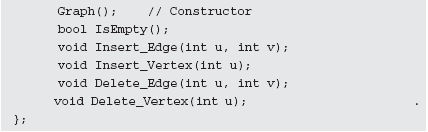 Graph();    // Constructor
bool IsEmpty();
void Insert_Edge(int u, int v);
void Insert_Vertex(int u);
void Delete_Edge(int u, int v);
void Delete_Vertex(int u);
};